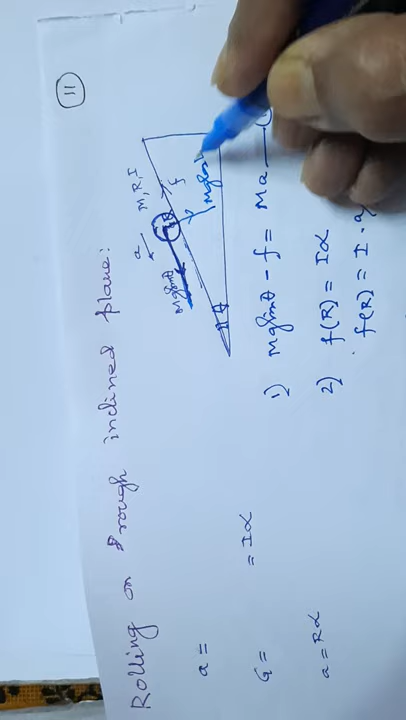 11
Rolling on rough inclined plane:
a
M, R, I
f
Mg sinθ
θ
a =
1) Mg sinθ - f = Ma
G = = Iα
2) f(R) = Iα
a = Rα
f(R) = I ·